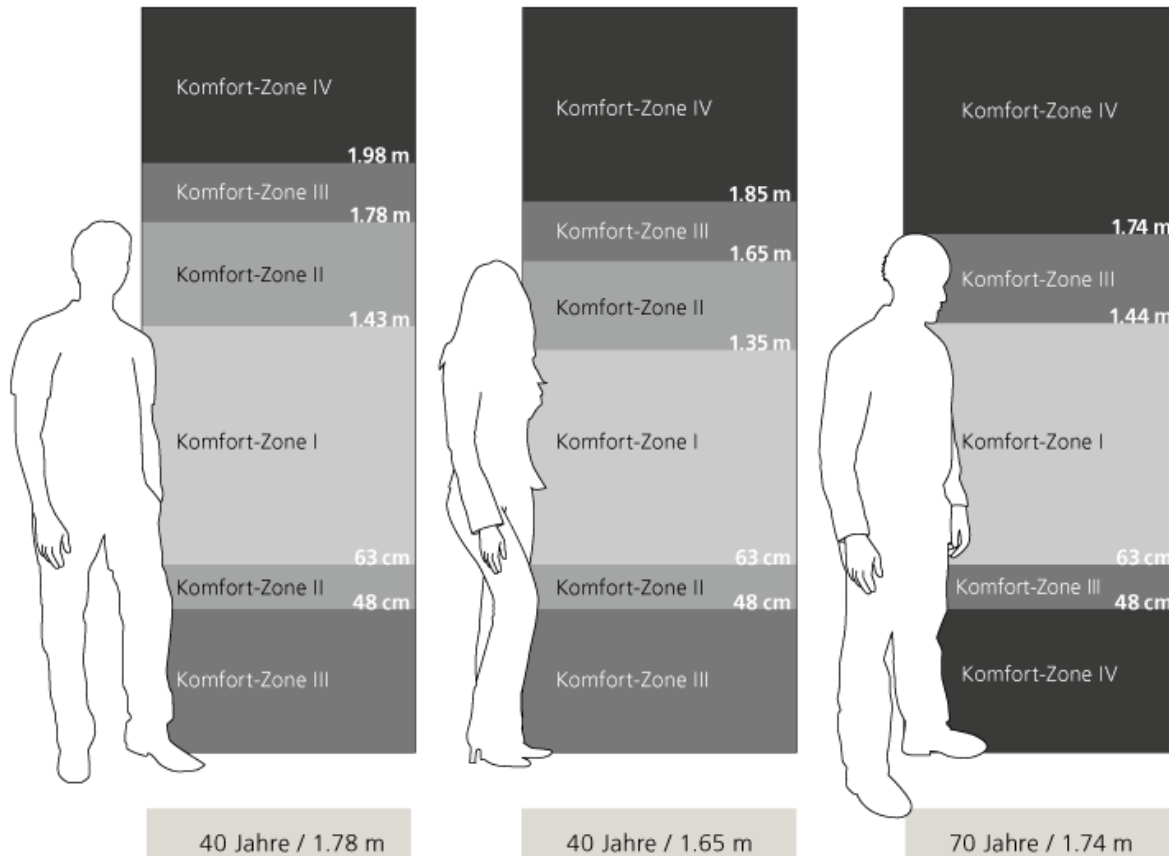 Komfort-Zone IV
1.98 m
Komfort-Zone III
1.78 m
Komfort-Zone II
1.43 m
Komfort-Zone I
63 cm
Komfort-Zone II
48 cm
Komfort-Zone III
40 Jahre / 1.78 m
Komfort-Zone IV
1.85 m
Komfort-Zone III
1.65 m
Komfort-Zone II
1.35 m
Komfort-Zone I
63 cm
Komfort-Zone II
48 cm
Komfort-Zone III
40 Jahre / 1.65 m
Komfort-Zone IV
1.74 m
Komfort-Zone III
1.44 m
Komfort-Zone I
63 cm
Komfort-Zone III
48 cm
Komfort-Zone IV
70 Jahre / 1.74 m